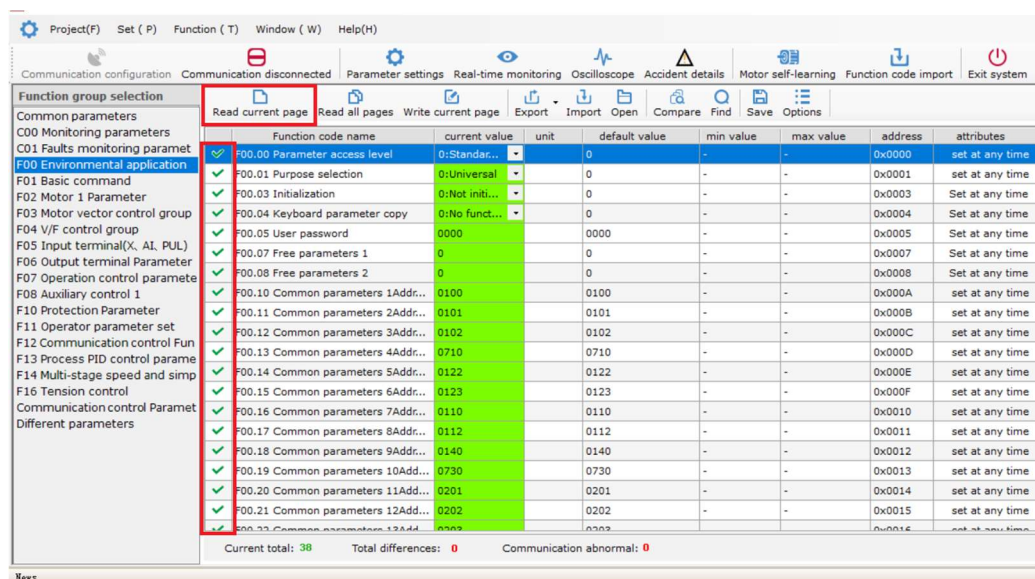 Project(F) Set ( P) Function ( T) Window ( W) Help(H)
Communication configuration Communication disconnected Parameter settings Real-time monitoring Oscilloscope Accident details Motor self-learning Function code import Exit system
Function group selection
Common parameters
C00 Monitoring parameters
C01 Faults monitoring paramet
F00 Environmental application
F01 Basic command
F02 Motor 1 Parameter
F03 Motor vector control group
F04 V/F control group
F05 Input terminal(X、AI、PUL)
F06 Output terminal Parameter
F07 Operation control paramete
F08 Auxiliary control 1
F10 Protection Parameter
F11 Operator parameter set
F12 Communication control Fun
F13 Process PID control parame
F14 Multi-stage speed and simp
F16 Tension control
Communication control Paramet
Different parameters
Read current page Read all pages Write current page Export Import Open Compare Find Save Options
Function code name current value unit default value min value max value address attributes
F00.00 Parameter access level 0:Standar... 0 - - 0x0000 set at any time
F00.01 Purpose selection 0:Universal 0 - - 0x0001 set at any time
F00.03 Initialization 0:Not initi... 0 - - 0x0003 Set at any time
F00.04 Keyboard parameter copy 0:No funct... 0 - - 0x0004 Set at any time
F00.05 User password 0000 0000 - - 0x0005 Set at any time
F00.07 Free parameters 1 0 0 - - 0x0007 Set at any time
F00.08 Free parameters 2 0 0 - - 0x0008 Set at any time
F00.10 Common parameters 1Addr... 0100 0100 - - 0x000A set at any time
F00.11 Common parameters 2Addr... 0101 0101 - - 0x000B set at any time
F00.12 Common parameters 3Addr... 0102 0102 - - 0x000C set at any time
F00.13 Common parameters 4Addr... 0710 0710 - - 0x000D set at any time
F00.14 Common parameters 5Addr... 0122 0122 - - 0x000E set at any time
F00.15 Common parameters 6Addr... 0123 0123 - - 0x000F set at any time
F00.16 Common parameters 7Addr... 0110 0110 - - 0x0010 set at any time
F00.17 Common parameters 8Addr... 0112 0112 - - 0x0011 set at any time
F00.18 Common parameters 9Addr... 0140 0140 - - 0x0012 set at any time
F00.19 Common parameters 10Add... 0730 0730 - - 0x0013 set at any time
F00.20 Common parameters 11Add... 0201 0201 - - 0x0014 set at any time
F00.21 Common parameters 12Add... 0202 0202 - - 0x0015 set at any time
F00.22 Common parameters 13Add... 0203 0203 - - 0x0016 set at any time
Current total: 38 Total differences: 0 Communication abnormal: 0
News